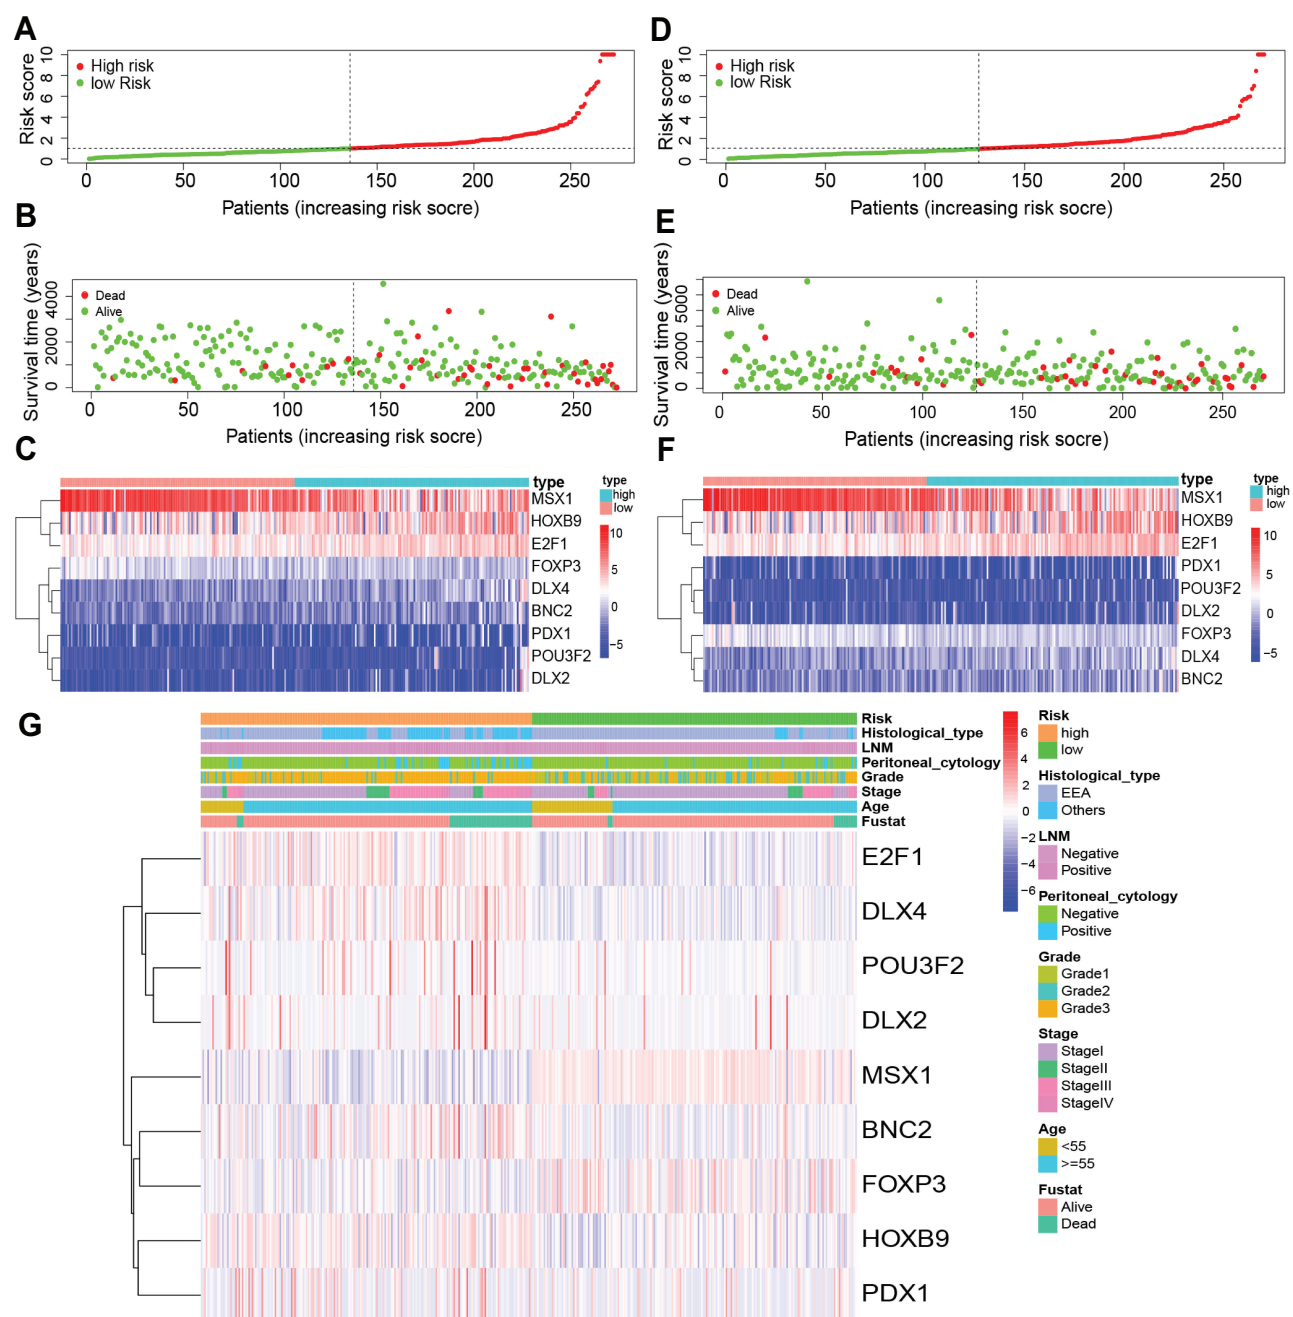 A
Risk score
10
8
6
4
2
0
High risk
low Risk
0 50 100 150 200 250
Patients (increasing risk socre)
D
Risk score
10
8
6
4
2
0
High risk
low Risk
0 50 100 150 200 250
Patients (increasing risk socre)
B
Survival time (years)
4000
2000
0
Dead
Alive
0 50 100 150 200 250
Patients (increasing risk socre)
E
Survival time (years)
5000
2000
0
Dead
Alive
0 50 100 150 200 250
Patients (increasing risk socre)
C
type
MSX1
HOXB9
E2F1
FOXP3
DLX4
BNC2
PDX1
POU3F2
DLX2
type
high
low
10
5
0
−5
F
type
MSX1
HOXB9
E2F1
PDX1
POU3F2
DLX2
FOXP3
DLX4
BNC2
type
high
low
10
5
0
−5
G
Risk
Histological_type
LNM
Peritoneal_cytology
Grade
Stage
Age
Fustat
E2F1
DLX4
POU3F2
DLX2
MSX1
BNC2
FOXP3
HOXB9
PDX1
6
4
2
0
−2
−4
−6
Risk
high
low
Histological_type
EEA
Others
LNM
Negative
Positive
Peritoneal_cytology
Negative
Positive
Grade
Grade1
Grade2
Grade3
Stage
StageI
StageII
StageIII
StageIV
Age
<55
>=55
Fustat
Alive
Dead